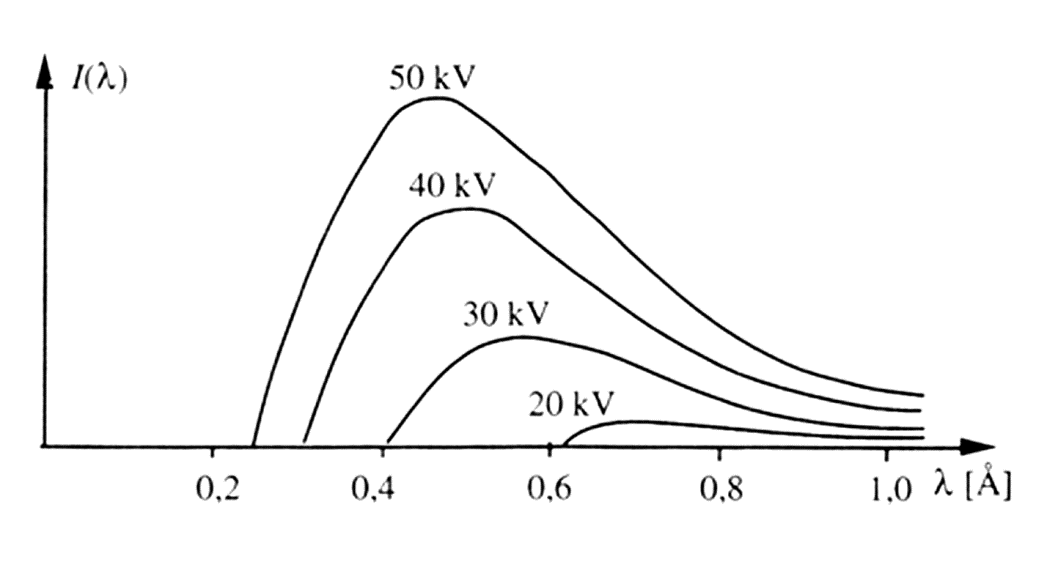 I(λ)
50 kV
40 kV
30 kV
20 kV
0,2
0,4
0,6
0,8
1,0
λ [Å]